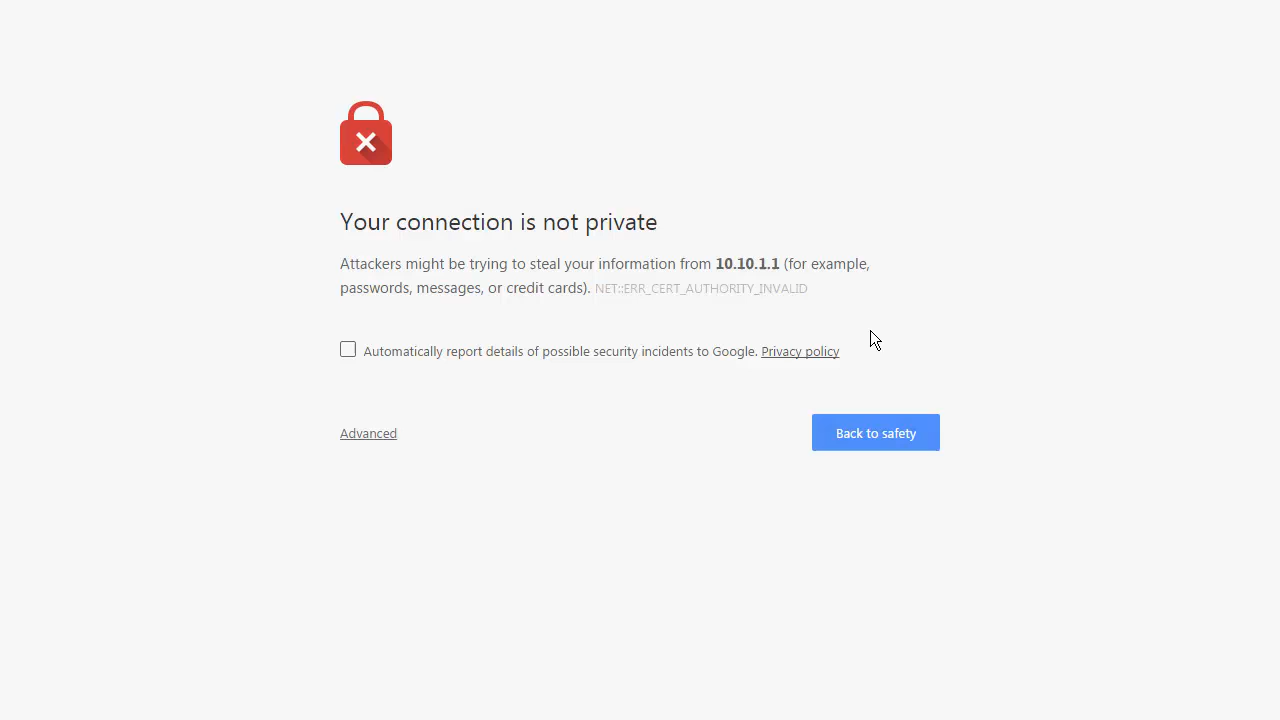 Your connection is not private
Attackers might be trying to steal your information from 10.10.1.1 (for example,
passwords, messages, or credit cards). NET::ERR_CERT_AUTHORITY_INVALID
Automatically report details of possible security incidents to Google. Privacy policy
Advanced
Back to safety